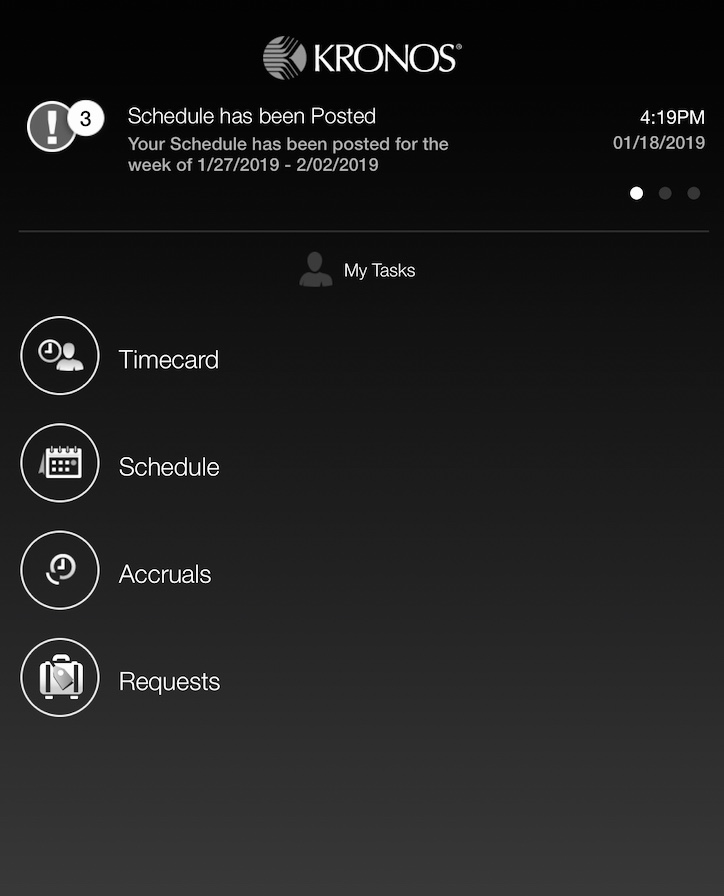 KRONOS®
3
Schedule has been Posted
4:19PM
Your Schedule has been posted for the
01/18/2019
week of 1/27/2019 - 2/02/2019
My Tasks
Timecard
Schedule
Accruals
Requests